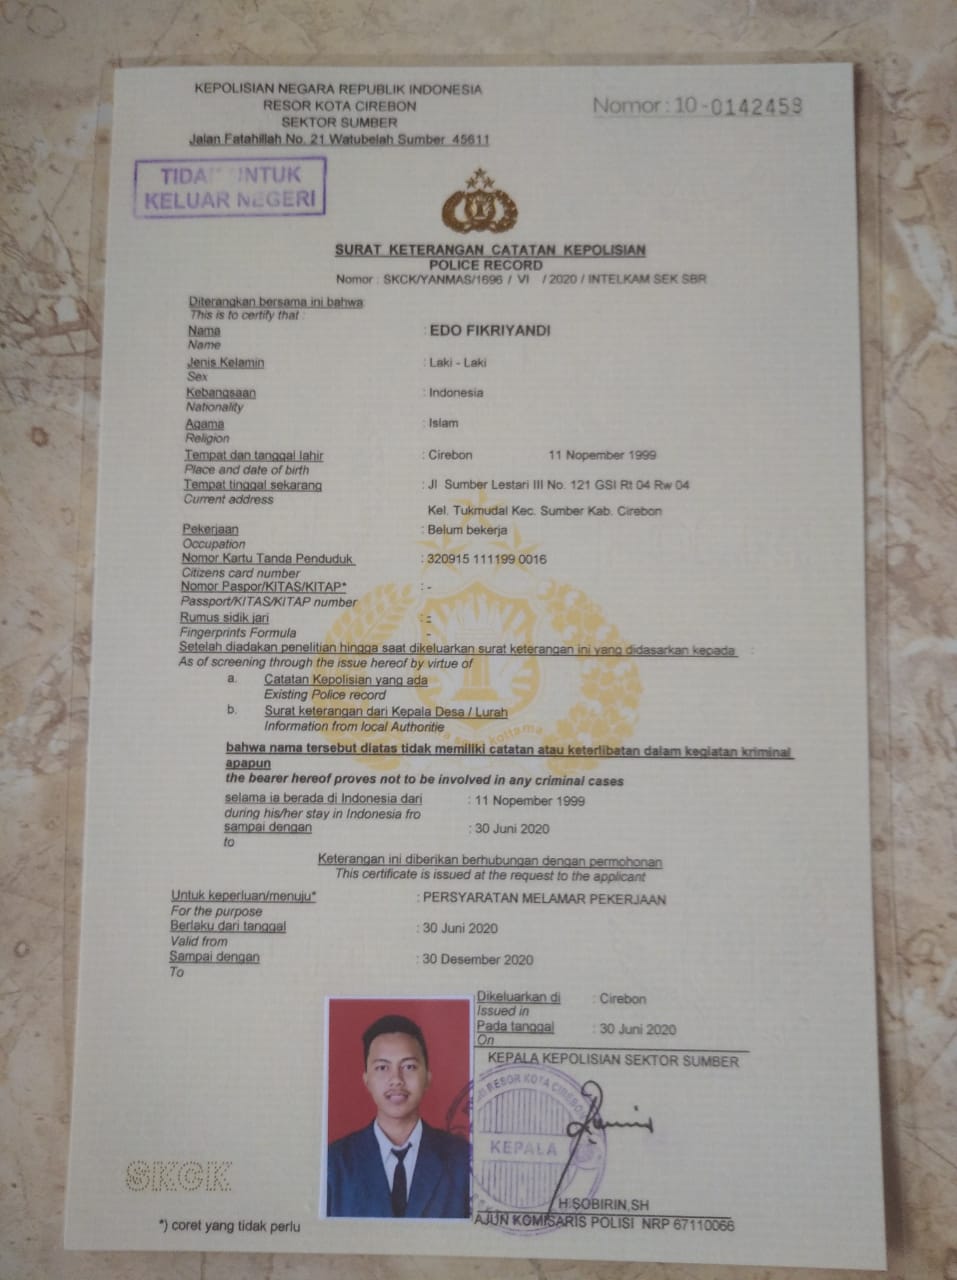 KEPOLISIAN NEGARA REPUBLIK INDONESIA
RESOR KOTA CIREBON
SEKTOR SUMBER
Jalan Fatahillah No. 21 Watubelah Sumber 45611
Nomor : 10 -0142453
TIDAK UNTUK
KELUAR NEGERI
SURAT KETERANGAN CATATAN KEPOLISIAN
POLICE RECORD
Nomor : SKCK/YANMAS/1696 / VI / 2020 / INTELKAM SEK SBR
Diterangkan bersama ini bahwa
This is to certify that :
Nama : EDO FIKRIYANDI
Name
Jenis Kelamin : Laki - Laki
Sex
Kebangsaan : Indonesia
Nationality
Agama : Islam
Religion
Tempat dan tanggal lahir : Cirebon 11 Nopember 1999
Place and date of birth
Tempat tinggal sekarang : Jl Sumber Lestari III No. 121 GSI Rt 04 Rw 04
Current address
Kel. Tukmudal Kec. Sumber Kab. Cirebon
Pekerjaan : Belum bekerja
Occupation
Nomor Kartu Tanda Penduduk : 320915 111199 0016
Citizens card number
Nomor Paspor/KITAS/KITAP* : -
Passport/KITAS/KITAP number
Rumus sidik jari : -
Fingerprints Formula -
Setelah diadakan penelitian hingga saat dikeluarkan surat keterangan ini yang didasarkan kepada :
As of screening through the issue hereof by virtue of
a. Catatan Kepolisian yang ada
Existing Police record
b. Surat keterangan dari Kepala Desa / Lurah
Information from local Authoritie
bahwa nama tersebut diatas tidak memiliki catatan atau keterlibatan dalam kegiatan kriminal
apapun
the bearer hereof proves not to be involved in any criminal cases
selama ia berada di Indonesia dari : 11 Nopember 1999
during his/her stay in Indonesia fro
sampai dengan : 30 Juni 2020
to
Keterangan ini diberikan berhubungan dengan permohonan
This certificate is issued at the request to the applicant
Untuk keperluan/menuju* : PERSYARATAN MELAMAR PEKERJAAN
For the purpose
Berlaku dari tanggal : 30 Juni 2020
Valid from
Sampai dengan : 30 Desember 2020
To
Dikeluarkan di : Cirebon
Issued in
Pada tanggal : 30 Juni 2020
On
KEPALA KEPOLISIAN SEKTOR SUMBER
RESOR KOTA CIREBON
KEPALA
H.SOBIRIN,SH
AJUN KOMISARIS POLISI NRP 67110066
SKCK
*) coret yang tidak perlu